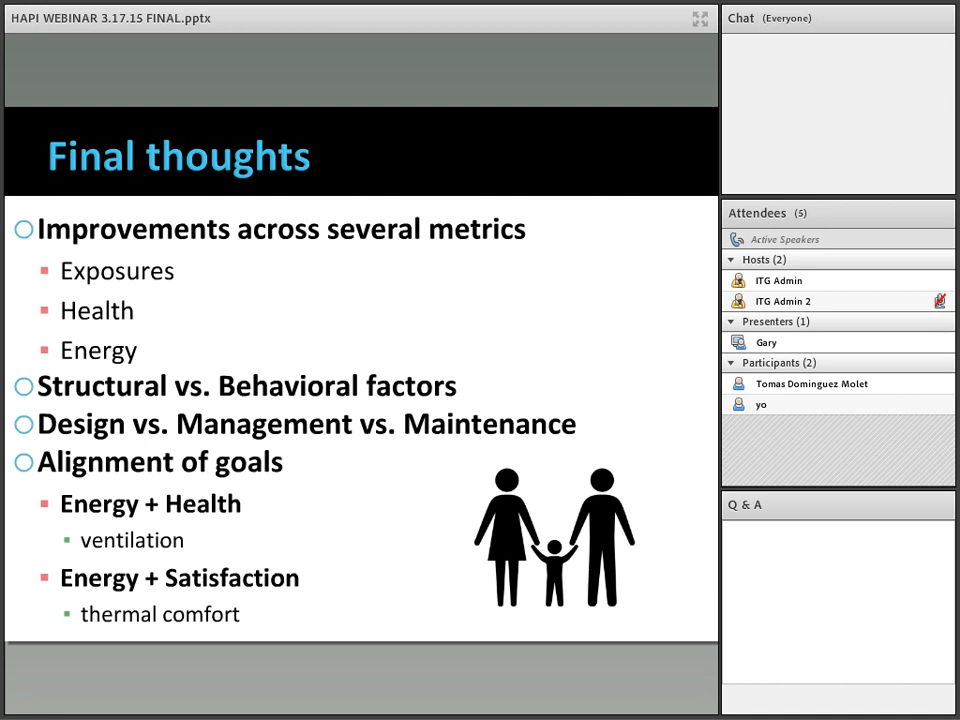 HAPI WEBINAR 3.17.15 FINAL.pptx
Final thoughts
Improvements across several metrics
Exposures
Health
Energy
Structural vs. Behavioral factors
Design vs. Management vs. Maintenance
Alignment of goals
Energy + Health
ventilation
Energy + Satisfaction
thermal comfort
Chat (Everyone)
Attendees (5)
Active Speakers
Hosts (2)
ITG Admin
ITG Admin 2
Presenters (1)
Gary
Participants (2)
Tomas Dominguez Molet
yo
Q & A